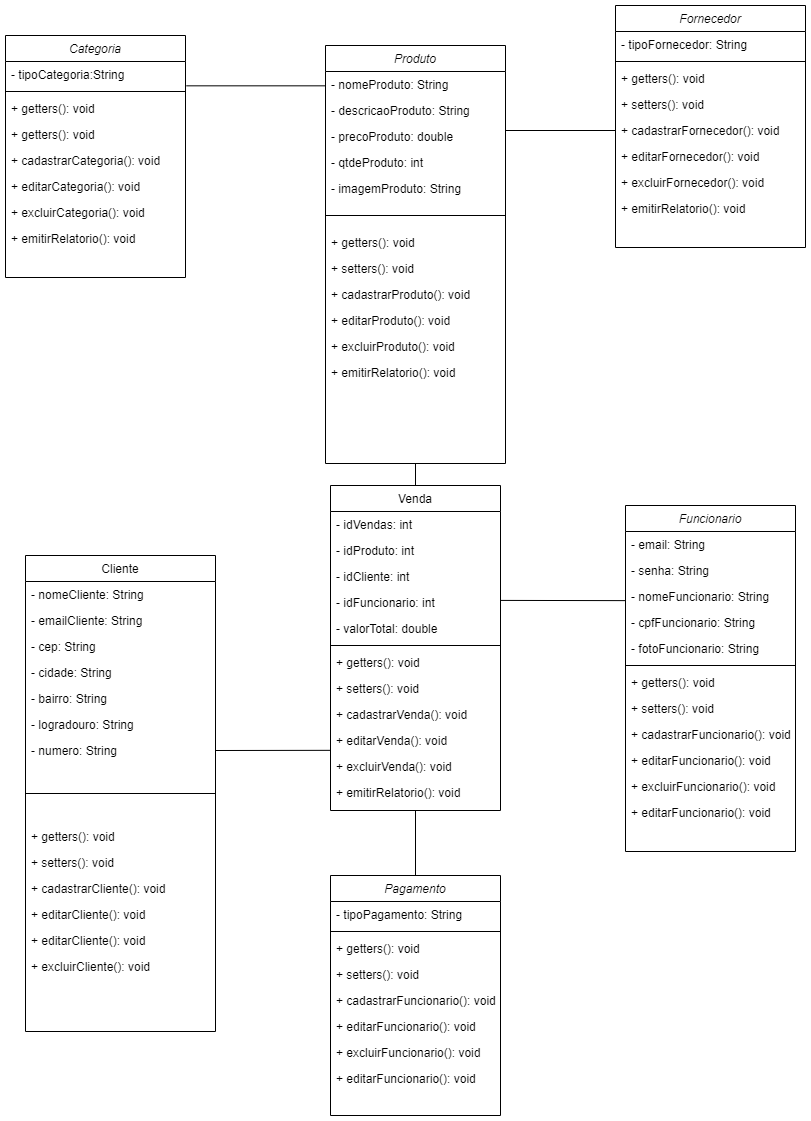 Categoria
- tipoCategoria:String
+ getters(): void
+ getters(): void
+ cadastrarCategoria(): void
+ editarCategoria(): void
+ excluirCategoria(): void
+ emitirRelatorio(): void
Produto
- nomeProduto: String
- descricaoProduto: String
- precoProduto: double
- qtdeProduto: int
- imagemProduto: String
+ getters(): void
+ setters(): void
+ cadastrarProduto(): void
+ editarProduto(): void
+ excluirProduto(): void
+ emitirRelatorio(): void
Fornecedor
- tipoFornecedor: String
+ getters(): void
+ setters(): void
+ cadastrarFornecedor(): void
+ editarFornecedor(): void
+ excluirFornecedor(): void
+ emitirRelatorio(): void
Venda
- idVendas: int
- idProduto: int
- idCliente: int
- idFuncionario: int
- valorTotal: double
+ getters(): void
+ setters(): void
+ cadastrarVenda(): void
+ editarVenda(): void
+ excluirVenda(): void
+ emitirRelatorio(): void
Funcionario
- email: String
- senha: String
- nomeFuncionario: String
- cpfFuncionario: String
- fotoFuncionario: String
+ getters(): void
+ setters(): void
+ cadastrarFuncionario(): void
+ editarFuncionario(): void
+ excluirFuncionario(): void
+ editarFuncionario(): void
Cliente
- nomeCliente: String
- emailCliente: String
- cep: String
- cidade: String
- bairro: String
- logradouro: String
- numero: String
+ getters(): void
+ setters(): void
+ cadastrarCliente(): void
+ editarCliente(): void
+ editarCliente(): void
+ excluirCliente(): void
Pagamento
- tipoPagamento: String
+ getters(): void
+ setters(): void
+ cadastrarFuncionario(): void
+ editarFuncionario(): void
+ excluirFuncionario(): void
+ editarFuncionario(): void